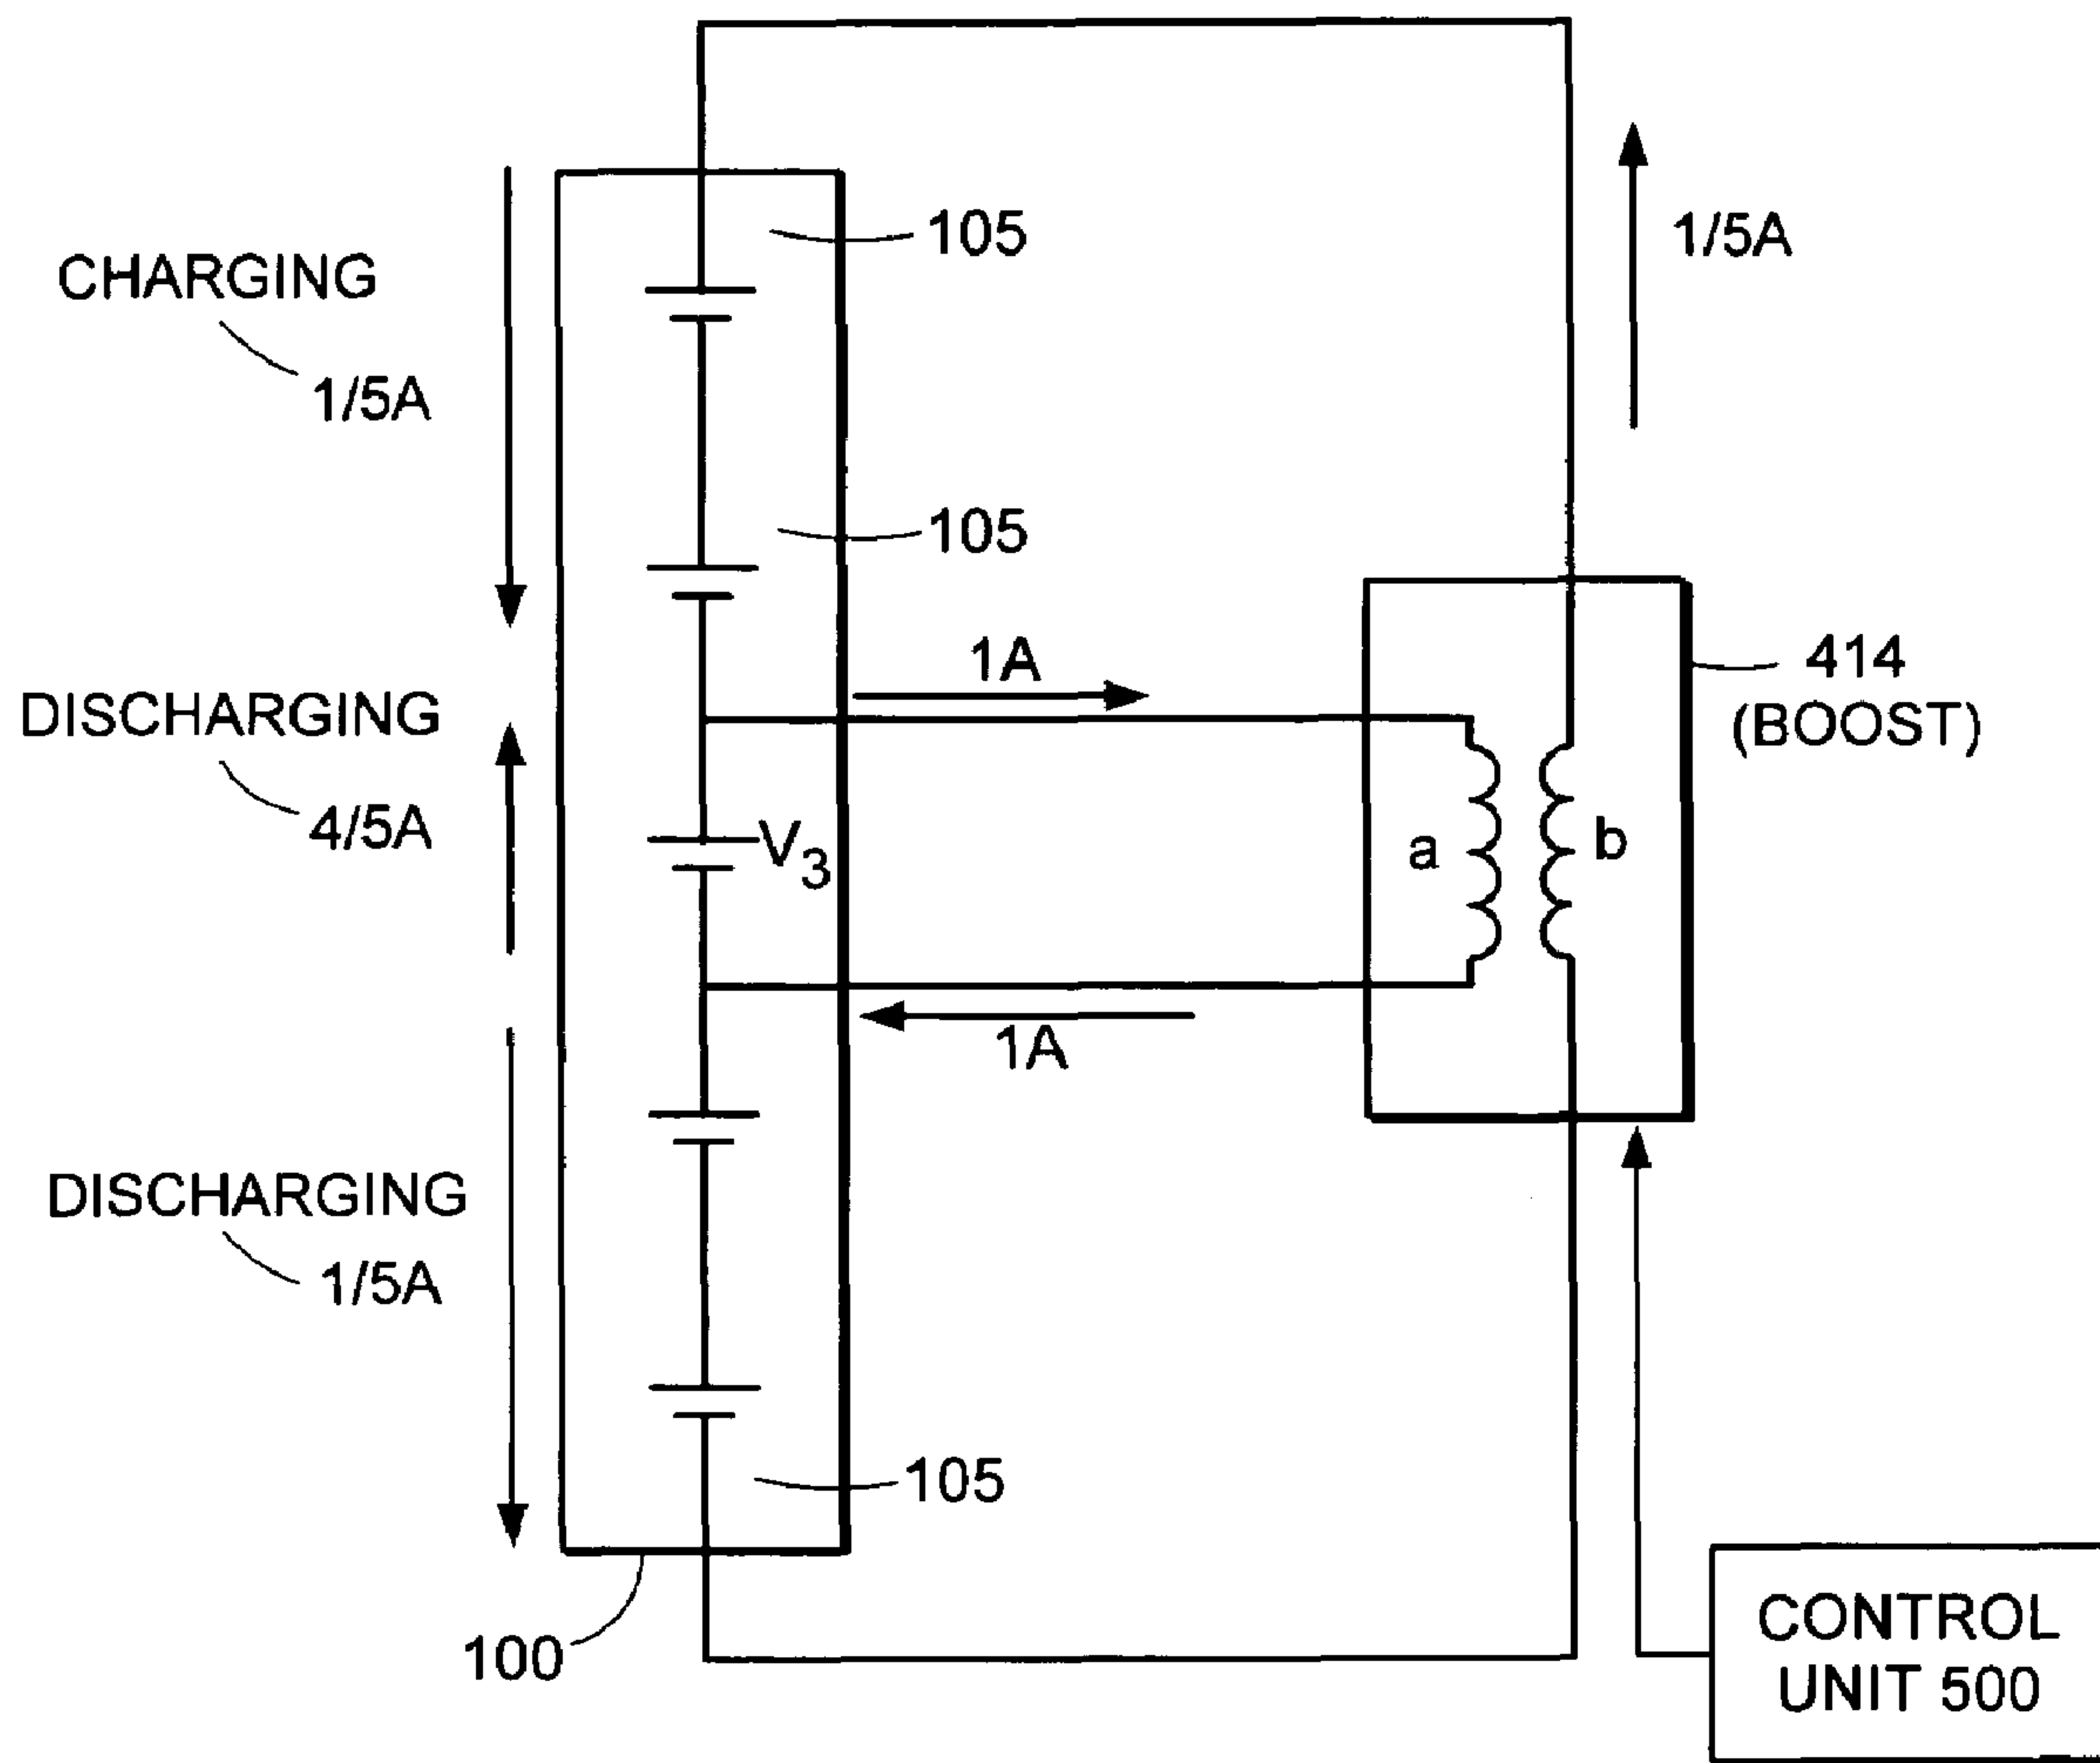 105
1/5A
CHARGING
1/5A
105
1A
414
(BOOST)
DISCHARGING
4/5A
V3
a
b
1A
DISCHARGING
1/5A
105
100
CONTROL
UNIT 500